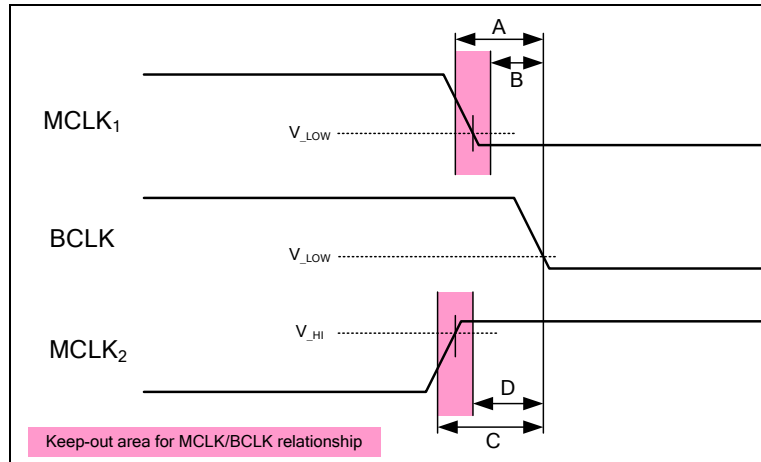 A
B
MCLK₁
V_LOW
BCLK
V_LOW
V_HI
MCLK₂
D
C
Keep-out area for MCLK/BCLK relationship